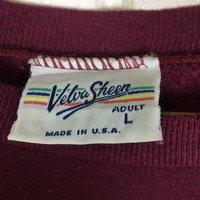 Velva Sheen
ADULT
L
MADE IN U.S.A.